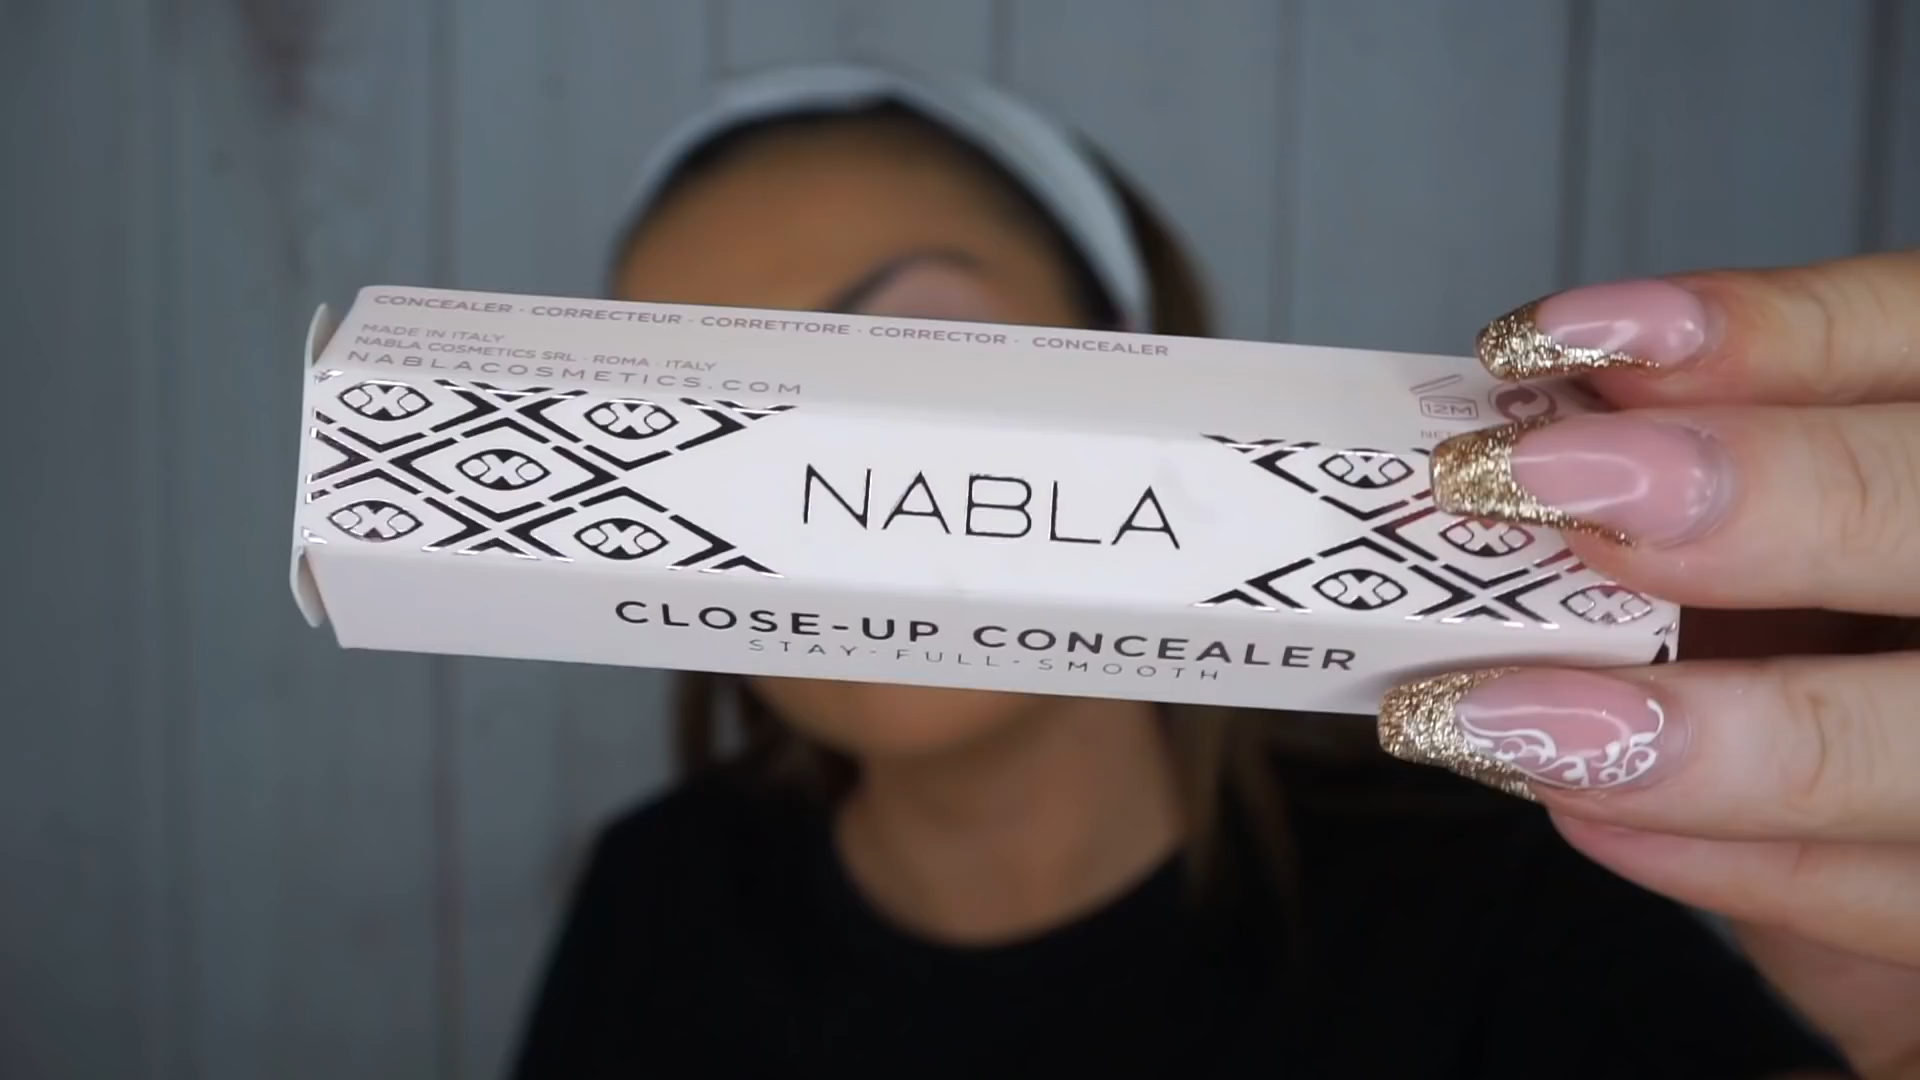 CONCEALER · CORRECTEUR · CORRETTORE · CORRECTOR · CONCEALER
MADE IN ITALY
NABLA COSMETICS SRL · ROMA · ITALY
NABLACOSMETICS.COM
12M
NABLA
CLOSE-UP CONCEALER
STAY · FULL · SMOOTH